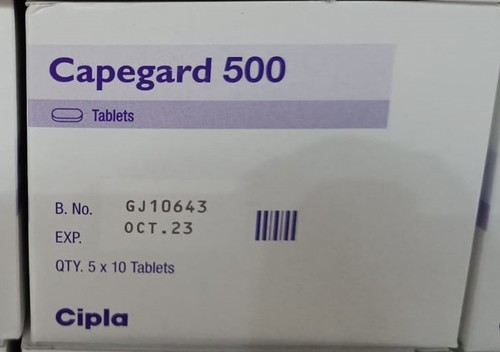 Capegard 500
Tablets
B. No. GJ10643
EXP. OCT.23
QTY. 5 x 10 Tablets
Cipla